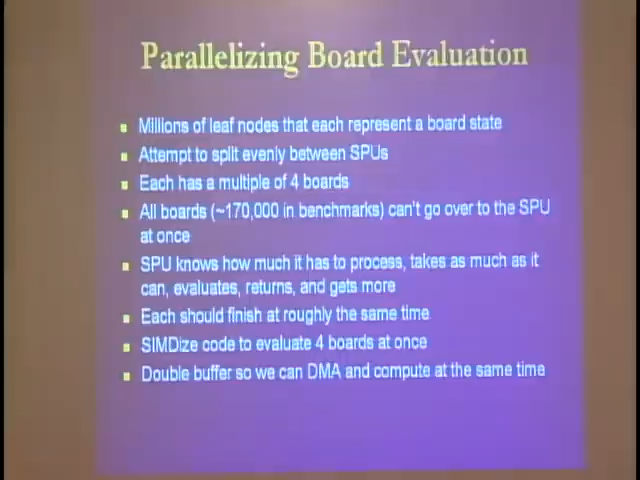 Parallelizing Board Evaluation
Millions of leaf nodes that each represent a board state
Attempt to split evenly between SPUs
Each has a multiple of 4 boards
All boards (~170,000 in benchmarks) can't go over to the SPU
at once
SPU knows how much it has to process, takes as much as it
can, evaluates, returns, and gets more
Each should finish at roughly the same time
SIMDize code to evaluate 4 boards at once
Double buffer so we can DMA and compute at the same time